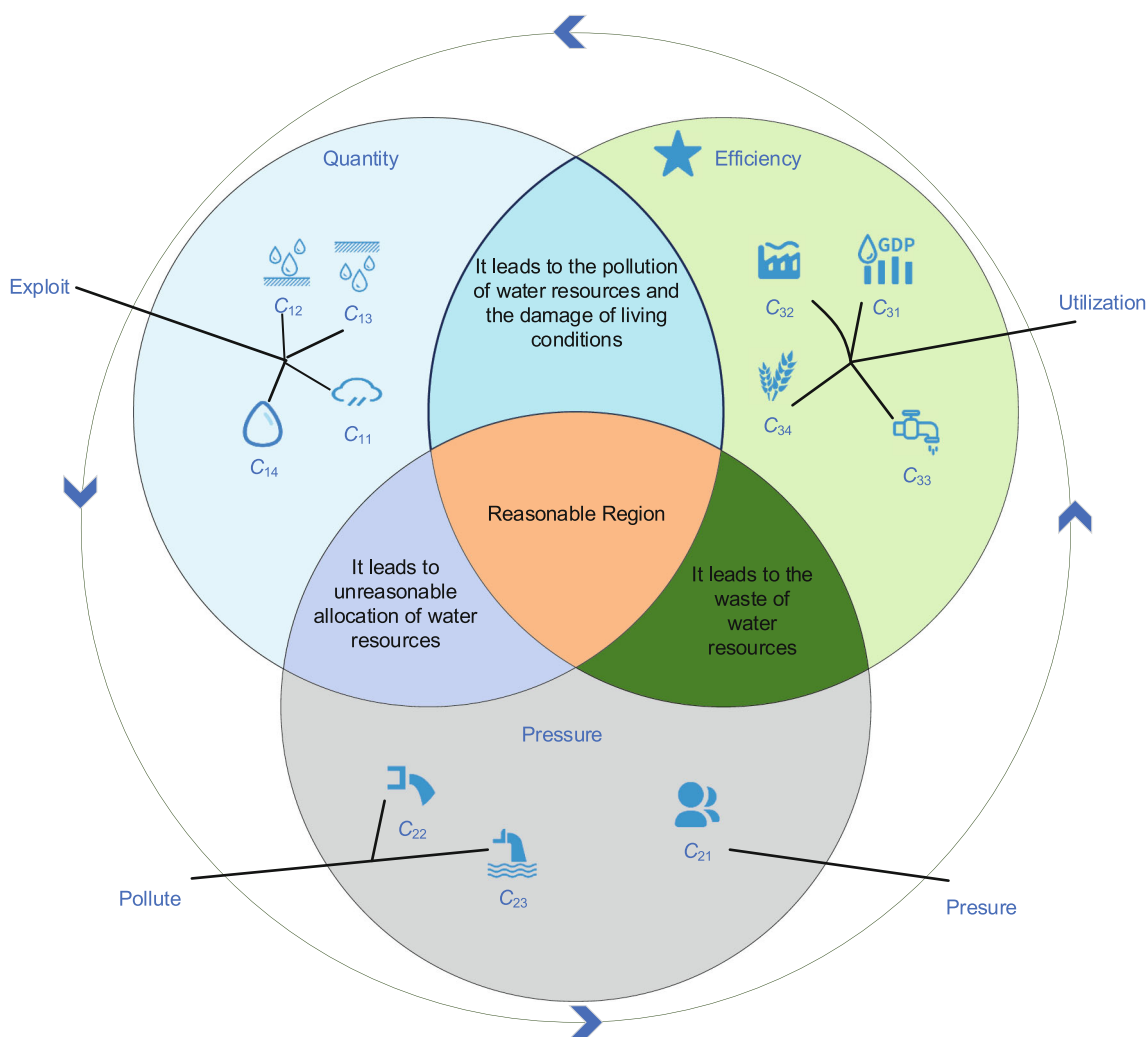 Quantity
Efficiency
GDP
It leads to the pollution
of water resources and
the damage of living
conditions
Exploit
C12
C13
C32
C31
Utilization
C11
C14
C34
C33
Reasonable Region
It leads to
unreasonable
allocation of water
resources
It leads to the
waste of
water
resources
Pressure
C22
C21
C23
Pollute
Presure